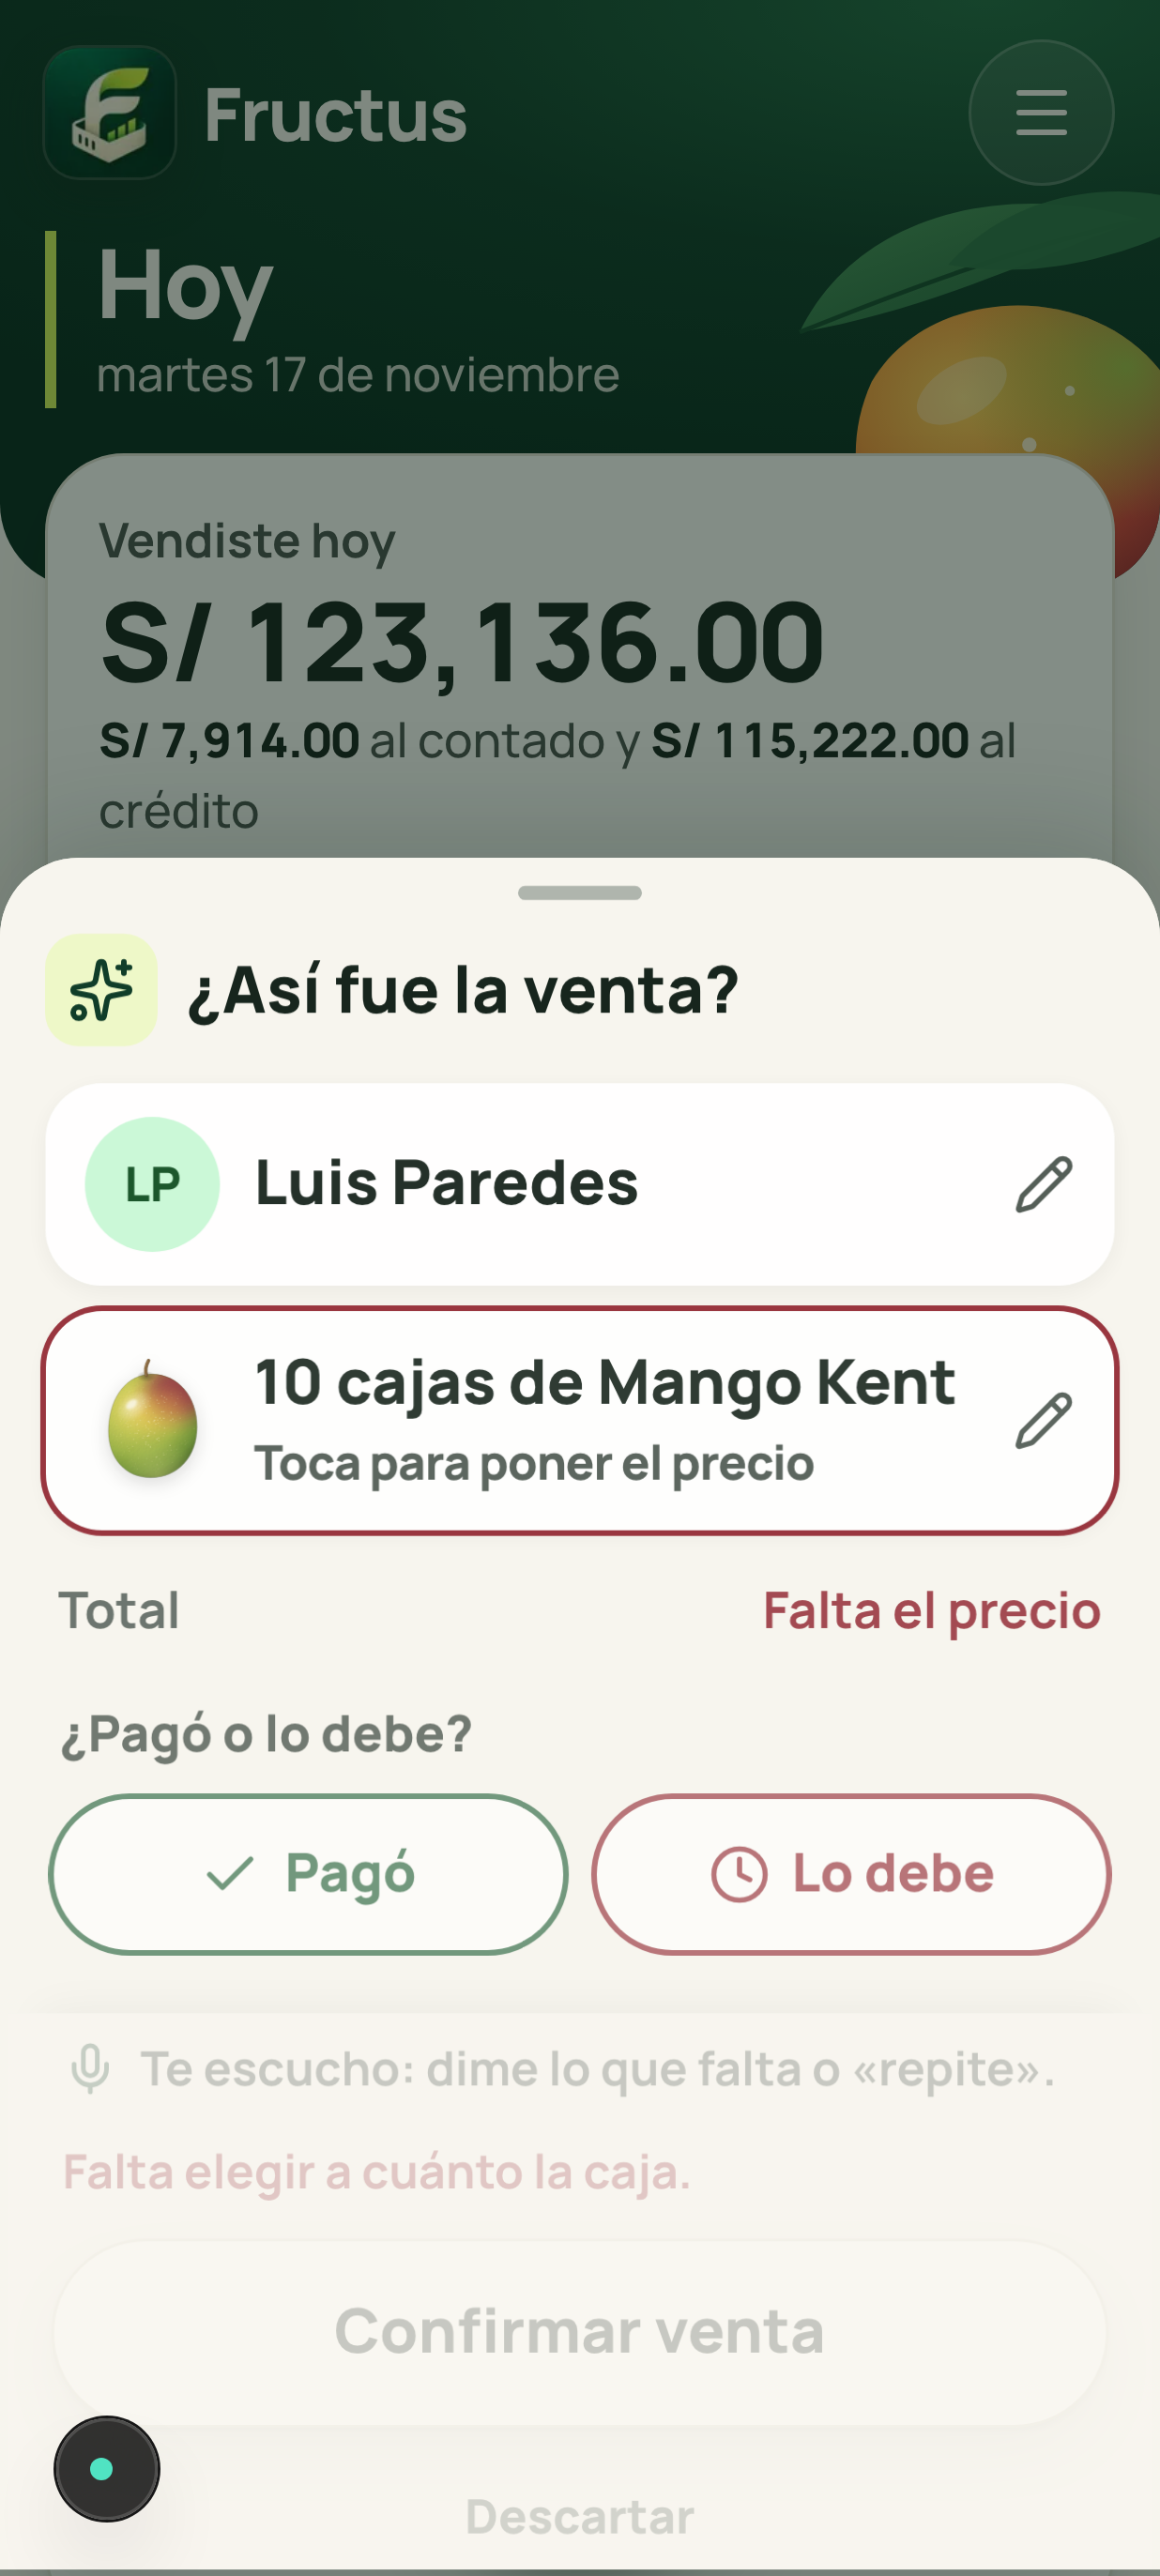 Fructus
Hoy
martes 17 de noviembre
Vendiste hoy
S/ 123,136.00
S/ 7,914.00 al contado y S/ 115,222.00 al
crédito
¿Así fue la venta?
LP
Luis Paredes
10 cajas de Mango Kent
Toca para poner el precio
Total
Falta el precio
¿Pagó o lo debe?
Pagó
Lo debe
Te escucho: dime lo que falta o «repite».
Falta elegir a cuánto la caja.
Confirmar venta
Descartar